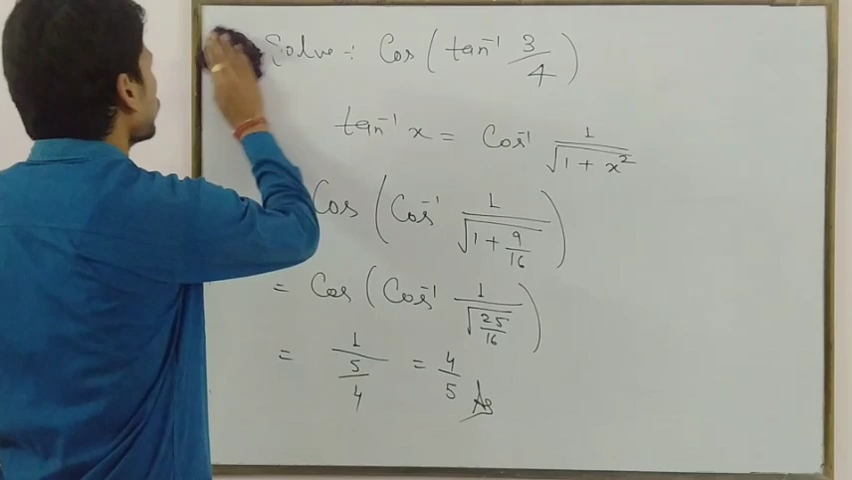 Solve :- Cos (tan⁻¹ 3/4)
tan⁻¹ x = Cos⁻¹ 1/√(1 + x²)
Cos (Cos⁻¹ 1/√(1 + 9/16))
= Cos (Cos⁻¹ 1/√(25/16))
= 1/(5/4) = 4/5 As